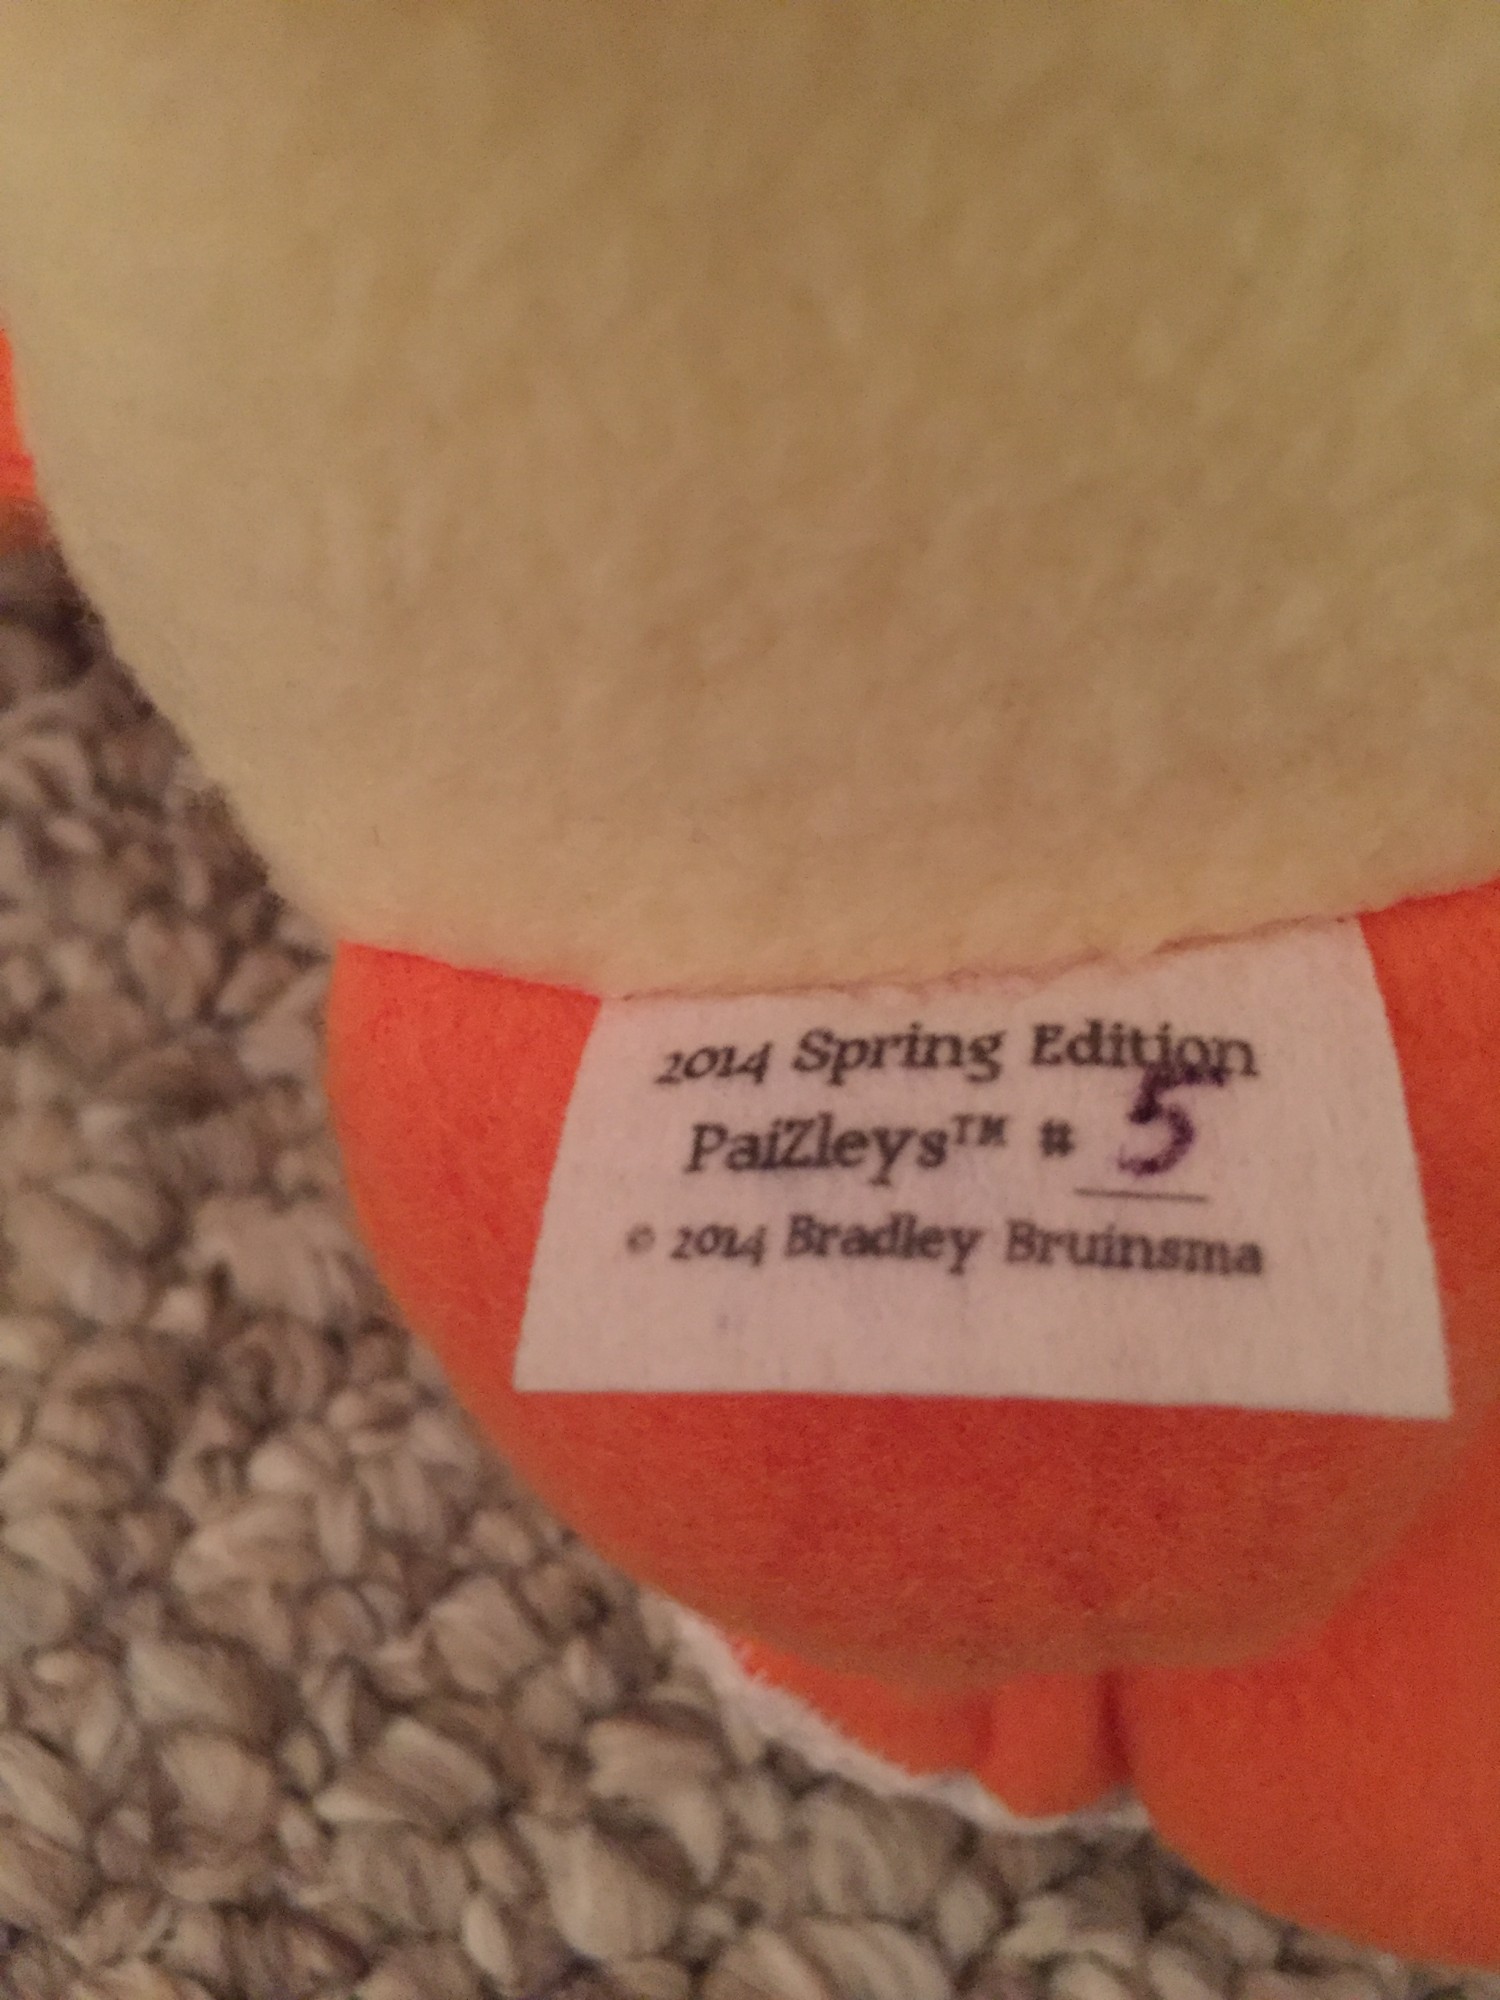 2014 Spring Edition
PaiZleys™ # 5
© 2014 Bradley Bruinsma